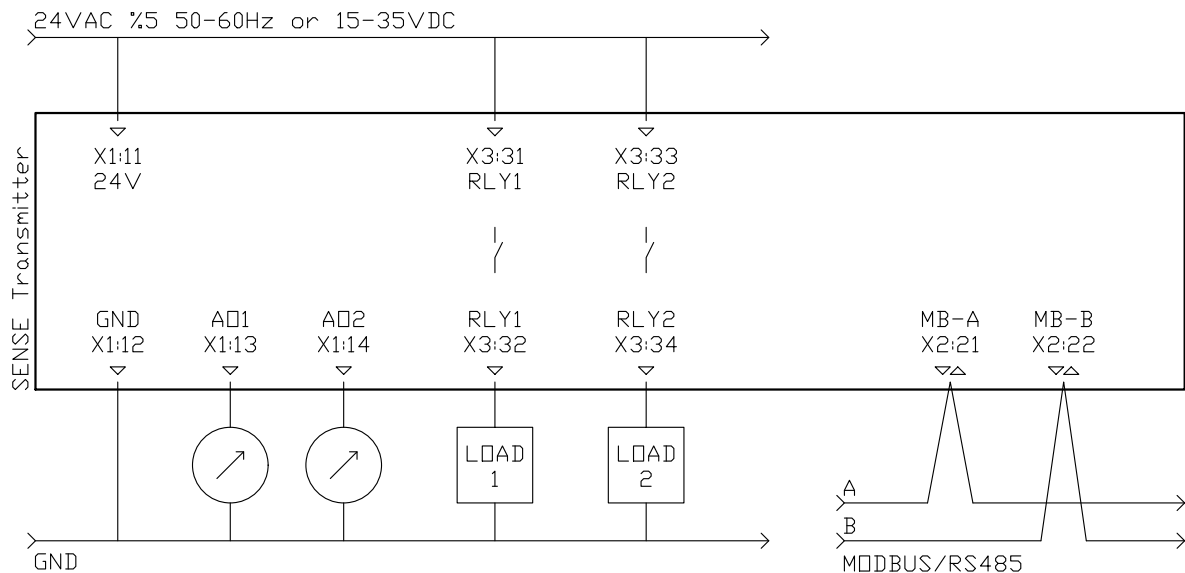 24VAC %5 50-60Hz or 15-35VDC
SENSE Transmitter
X1:11
24V
X3:31
RLY1
X3:33
RLY2
GND
X1:12
AO1
X1:13
AO2
X1:14
RLY1
X3:32
RLY2
X3:34
MB-A
X2:21
MB-B
X2:22
LOAD
1
LOAD
2
A
B
GND
MODBUS/RS485